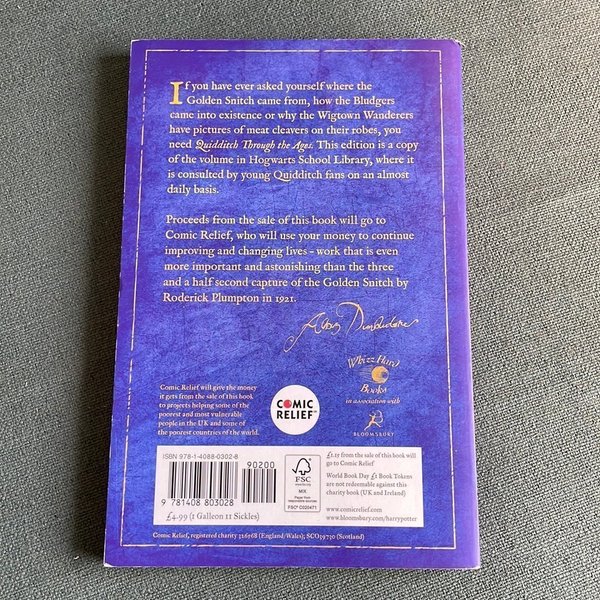 If you have ever asked yourself where the
Golden Snitch came from, how the Bludgers
came into existence or why the Wigtown Wanderers
have pictures of meat cleavers on their robes, you
need Quidditch Through the Ages. This edition is a copy
of the volume in Hogwarts School Library, where it
is consulted by young Quidditch fans on an almost
daily basis.
Proceeds from the sale of this book will go to
Comic Relief, who will use your money to continue
improving and changing lives - work that is even
more important and astonishing than the three
and a half second capture of the Golden Snitch by
Roderick Plumpton in 1921.
Albus Dumbledore
Whizz Hard
Books
in association with
BLOOMSBURY
Comic Relief will give the money
it gets from the sale of this book
to projects helping some of the
poorest and most vulnerable
people in the UK and some of
the poorest countries of the world.
COMIC
RELIEF
ISBN 978-1-4088-0302-8
90200
9 781408 803028
£4.99 (1 Galleon 11 Sickles)
FSC
MIX
Paper from
responsible sources
FSC® C020471
£1.15 from the sale of this book
will go to Comic Relief
World Book Day £1 Book Tokens
are not redeemable against this
charity book (UK and Ireland)
www.comicrelief.com
www.bloomsbury.com/harrypotter
Comic Relief, registered charity 326568 (England/Wales); SC039730 (Scotland)